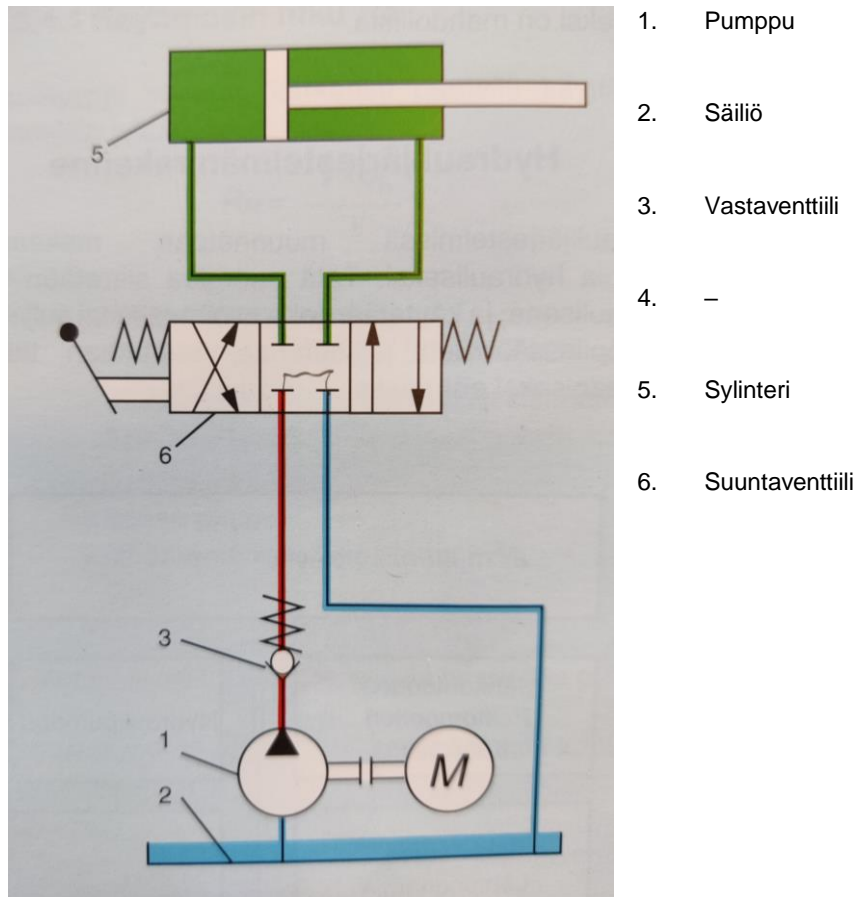 1. Pumppu
2. Säiliö
3. Vastaventtiili
4. –
5. Sylinteri
6. Suuntaventtiili
5
6
3
1
M
2